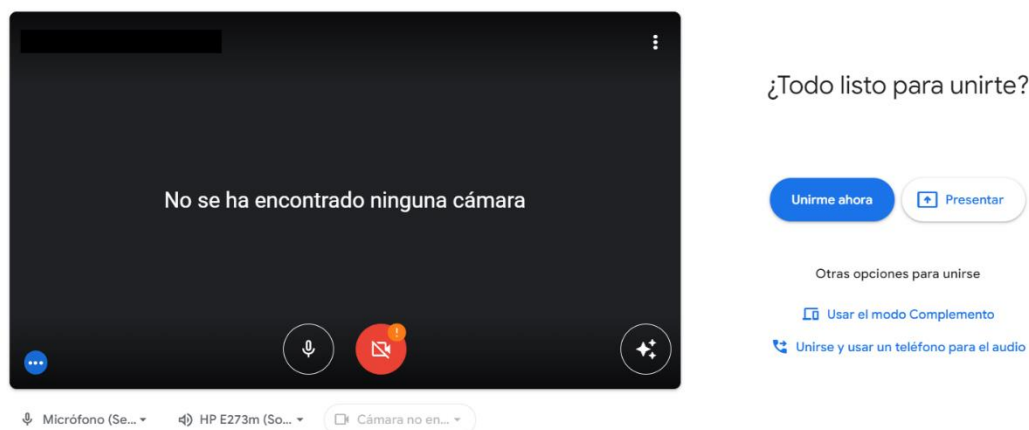 No se ha encontrado ninguna cámara
Micrófono (Se...
HP E273m (So...
Cámara no en...
¿Todo listo para unirte?
Unirme ahora
Presentar
Otras opciones para unirse
Usar el modo Complemento
Unirse y usar un teléfono para el audio